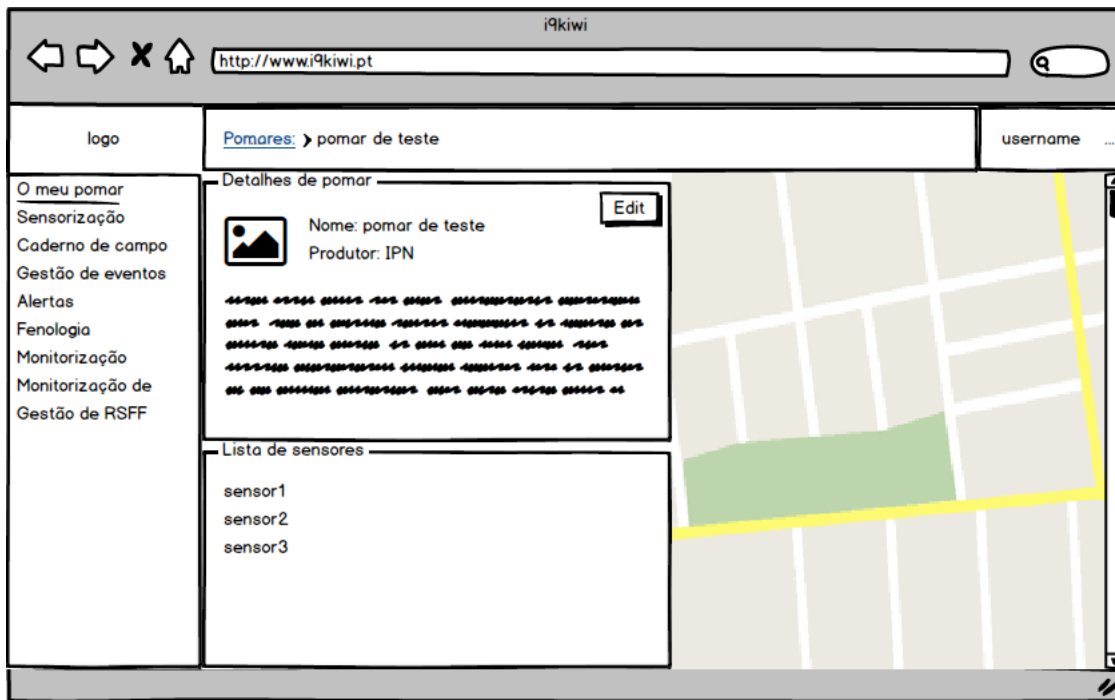 i9kiwi
http://www.i9kiwi.pt
logo
Pomares: pomar de teste
username ...
O meu pomar
Sensorização
Caderno de campo
Gestão de eventos
Alertas
Fenologia
Monitorização
Monitorização de
Gestão de RSFF
Detalhes de pomar
Edit
Nome: pomar de teste
Produtor: IPN
Lista de sensores
sensor1
sensor2
sensor3